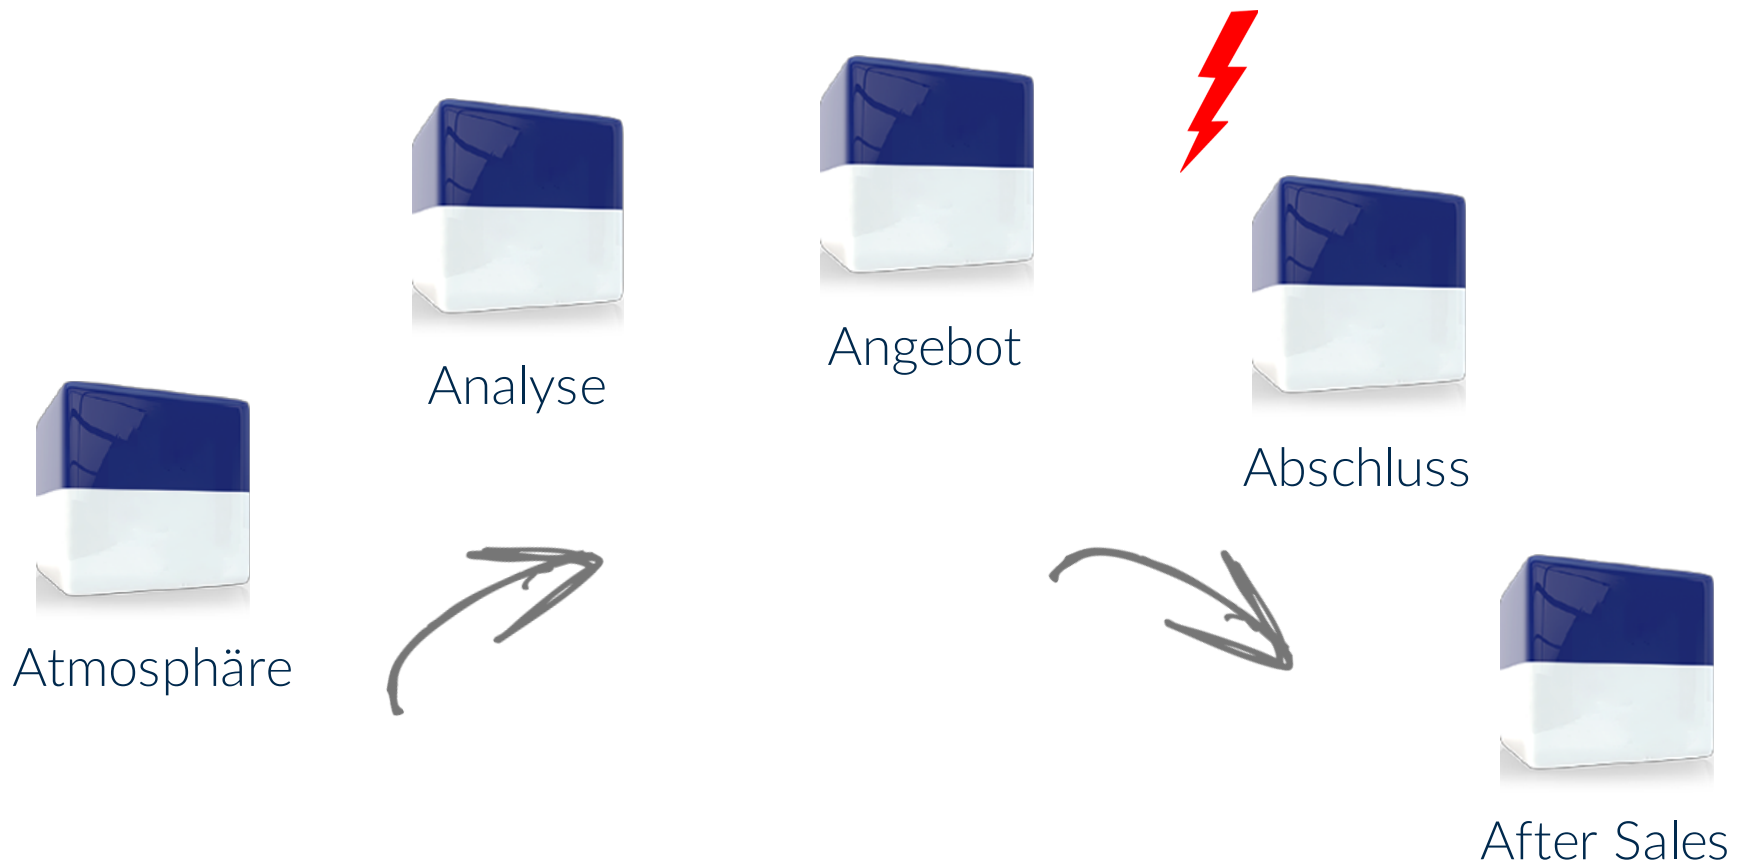 Atmosphäre
Analyse
Angebot
Abschluss
After Sales